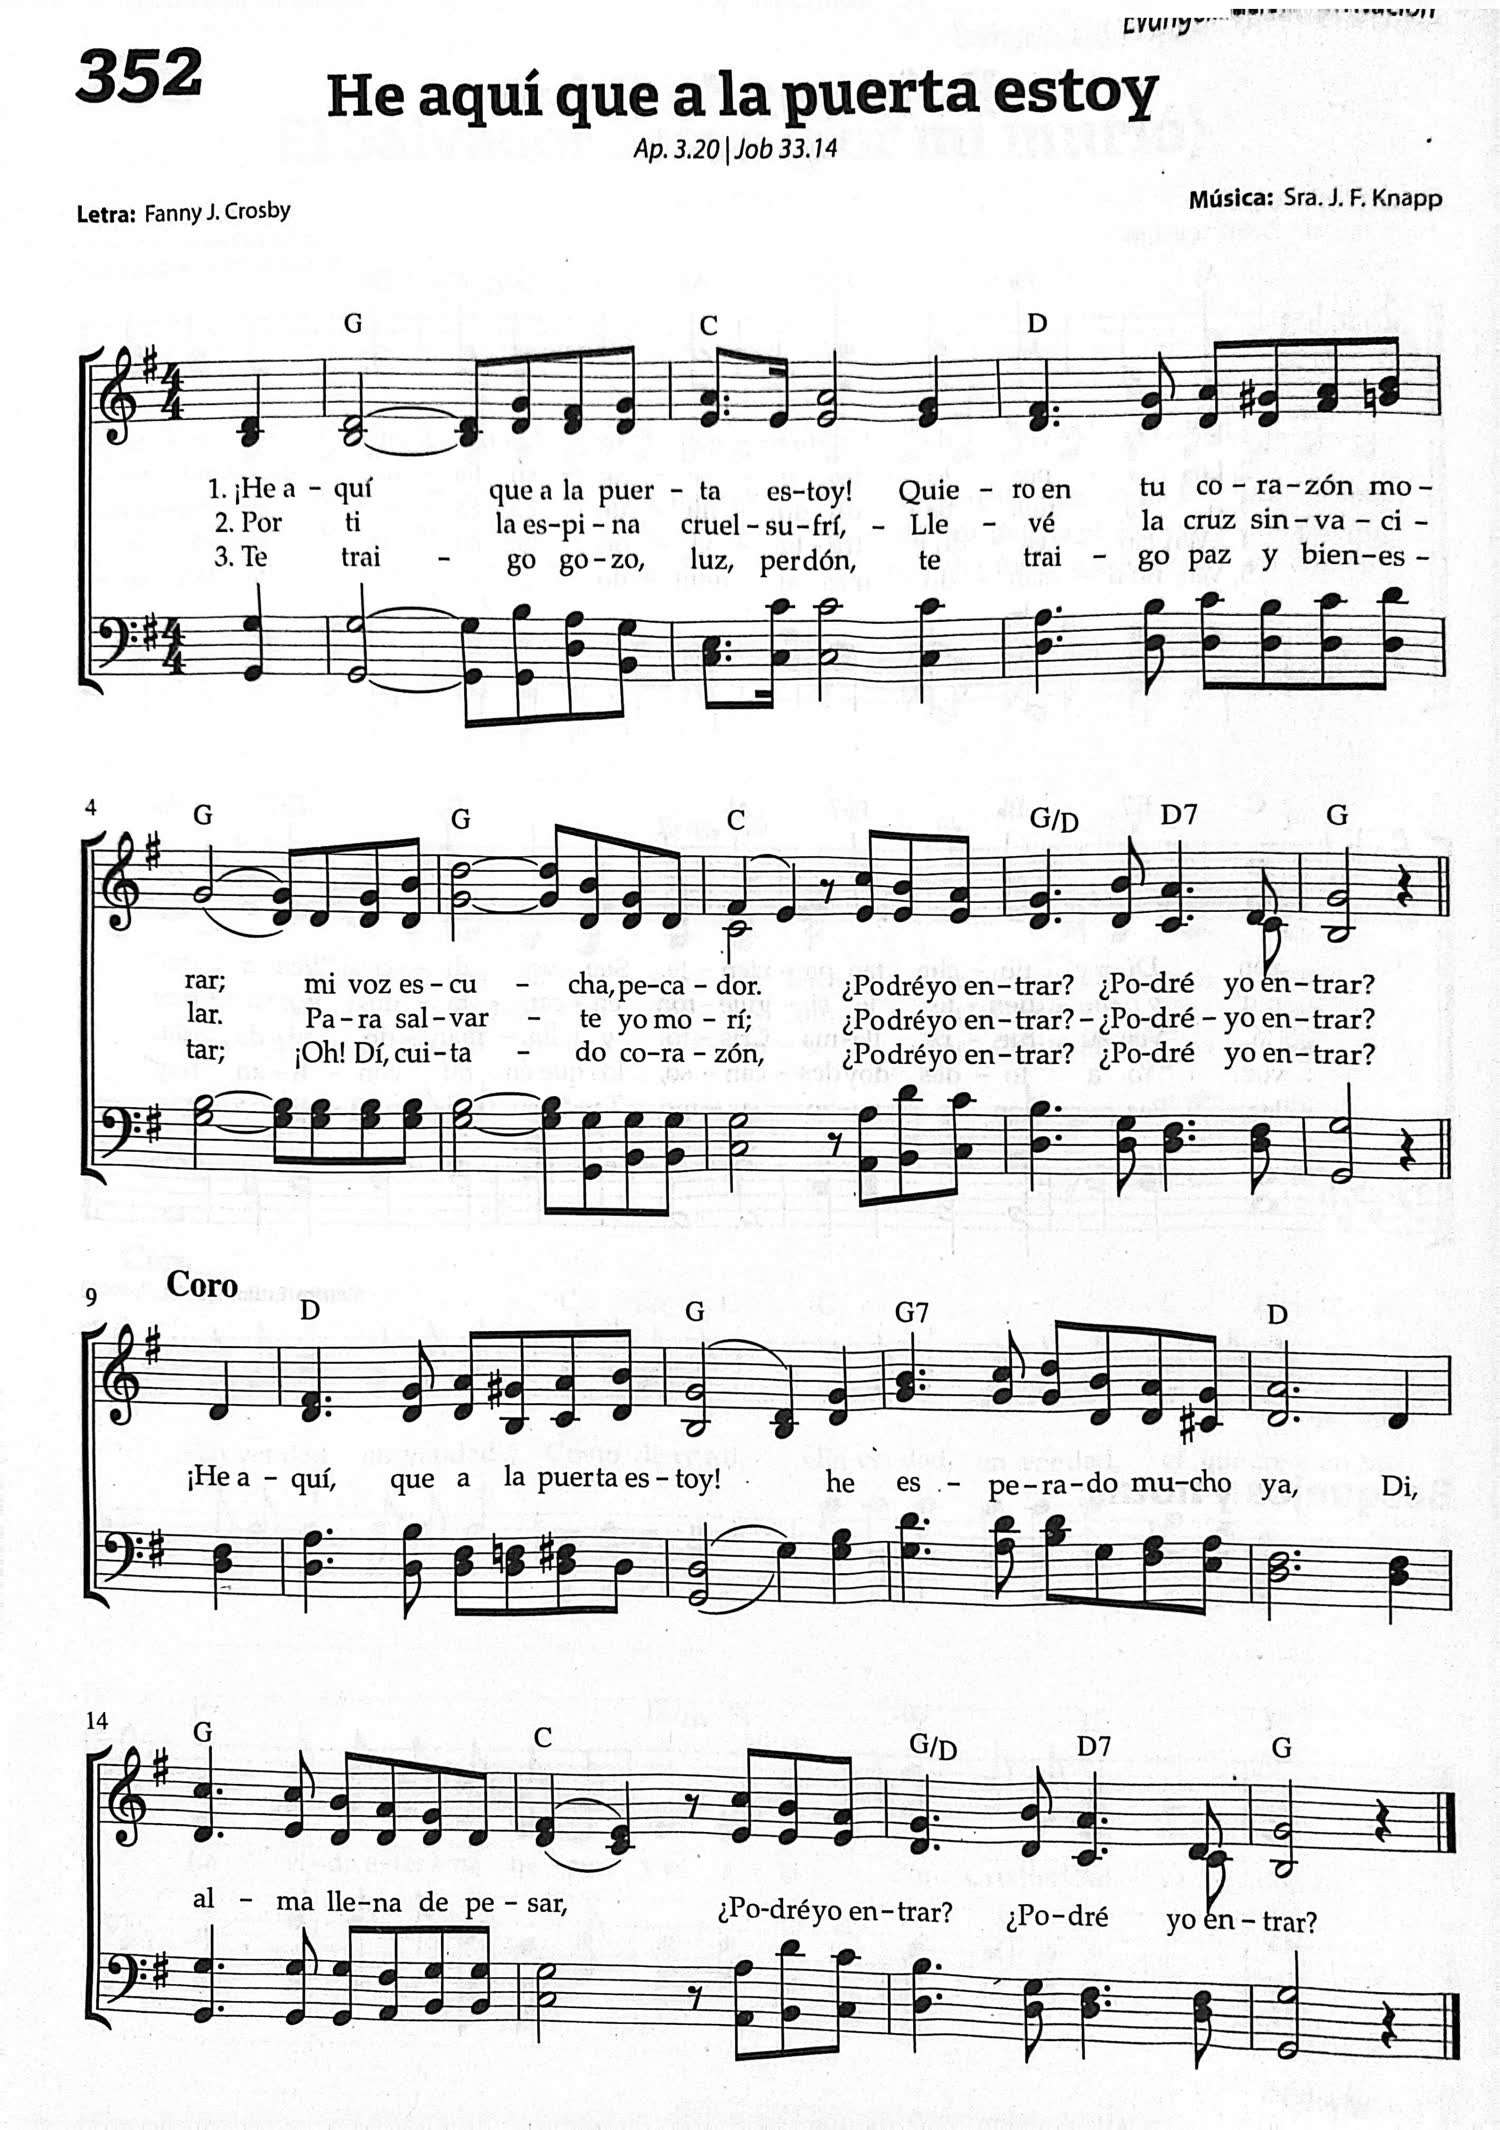 352
He aquí que a la puerta estoy
Ap. 3.20 | Job 33.14
Letra: Fanny J. Crosby
Música: Sra. J. F. Knapp
G C D
1. ¡He a - quí que a la puer - ta es-toy! Quie - ro en tu co - ra - zón mo -
2. Por ti la es - pi - na cruel - su - frí, - Lle - vé la cruz sin - va - ci -
3. Te trai - go go - zo, luz, perdón, te trai - go paz y bien - es -
4
G G C G/D D7 G
rar; mi voz es - cu - cha, pe - ca - dor. ¿Podré yo en - trar? ¿Po - dré yo en - trar?
lar. Pa - ra sal - var - te yo mo - rí; ¿Podré yo en - trar? - ¿Po - dré - yo en - trar?
tar; ¡Oh! Dí, cui - ta - do co - ra - zón, ¿Podré yo en - trar? ¿Po - dré yo en - trar?
9
Coro
D G G7 D
¡He a - quí, que a la puerta es - toy! he es - pe - ra - do mu - cho ya, Di,
14
G C G/D D7 G
al - ma lle - na de pe - sar, ¿Po - dré yo en - trar? ¿Po - dré yo en - trar?